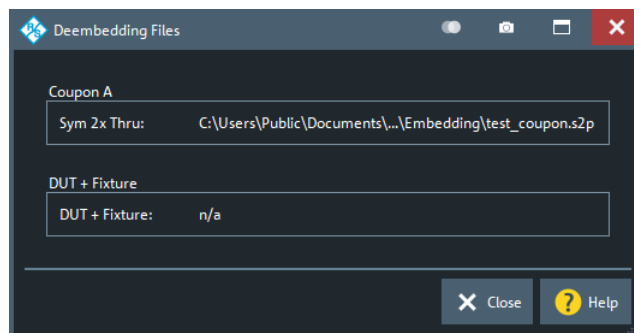 Deembedding Files
Coupon A
Sym 2x Thru: C:\Users\Public\Documents\...\Embedding\test_coupon.s2p
DUT + Fixture
DUT + Fixture: n/a
Close ? Help